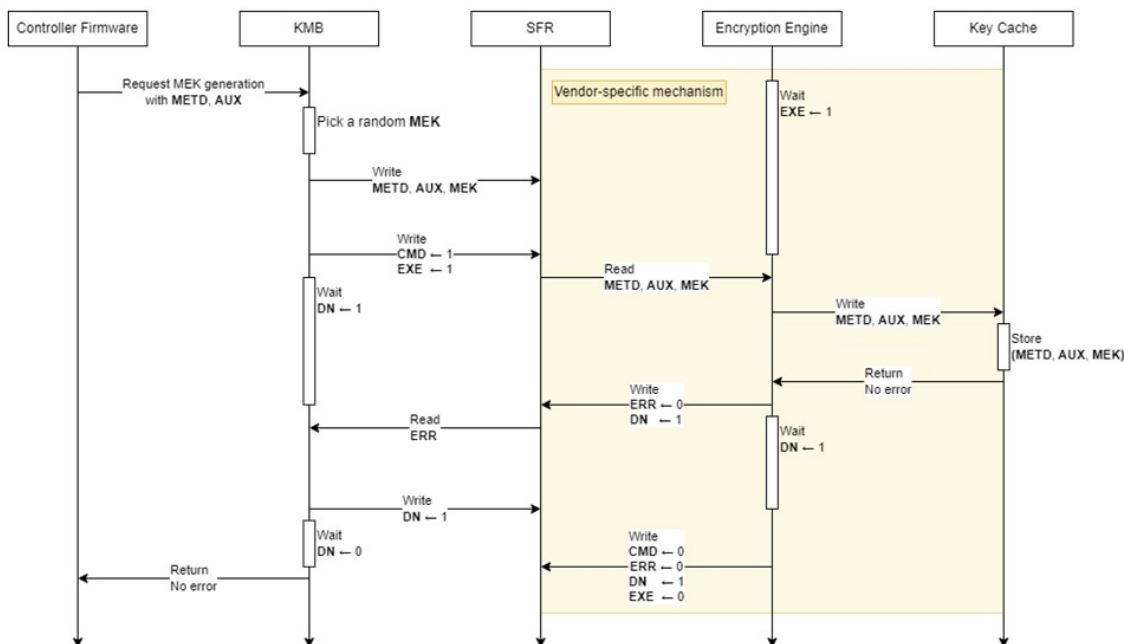 Controller Firmware
KMB
SFR
Encryption Engine
Key Cache
Request MEK generation
with METD, AUX
Vendor-specific mechanism
Wait
EXE ← 1
Pick a random MEK
Write
METD, AUX, MEK
Write
CMD ← 1
EXE ← 1
Read
METD, AUX, MEK
Wait
DN ← 1
Write
METD, AUX, MEK
Store
(METD, AUX, MEK)
Return
No error
Write
ERR ← 0
DN ← 1
Read
ERR
Wait
DN ← 1
Write
DN ← 1
Wait
DN ← 0
Write
CMD ← 0
ERR ← 0
DN ← 1
EXE ← 0
Return
No error